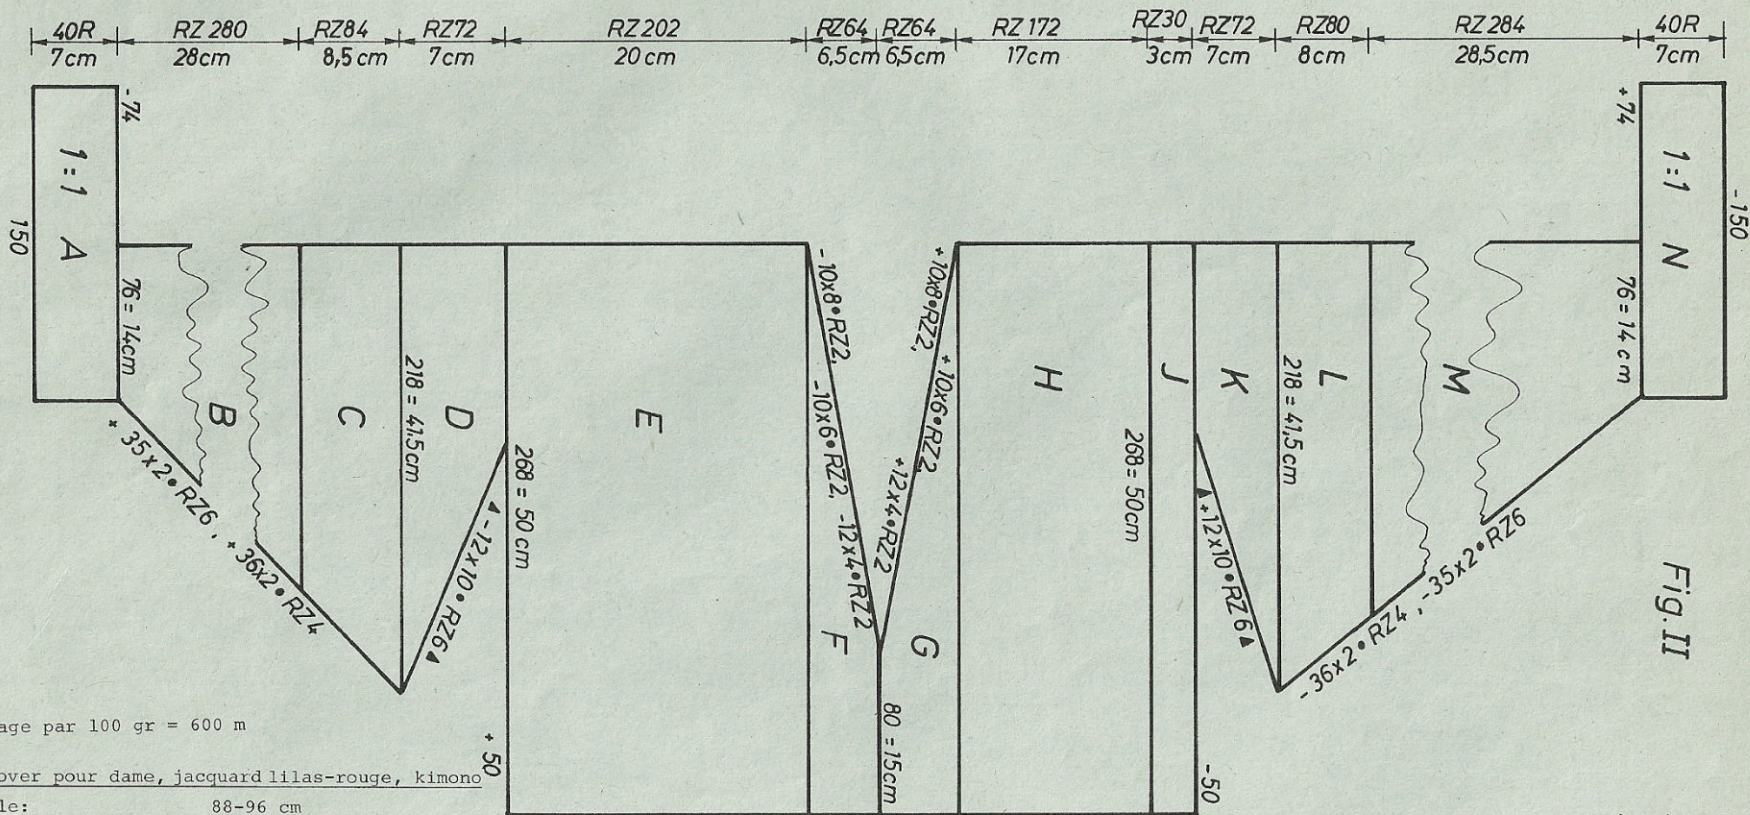 40R RZ 280 RZ84 RZ72 RZ 202 RZ64 RZ64 RZ 172 RZ30 RZ72 RZ80 RZ 284 40R
7cm 28cm 8,5cm 7cm 20cm 6,5cm 6,5cm 17cm 3cm 7cm 8cm 28,5cm 7cm
-74
1:1 A
150
76 = 14cm
B
+ 35x2 • RZ6, + 36x2 • RZ4
C
218 = 41,5cm
D
▲ -12x10 • RZ6 ▲
268 = 50 cm
+ 50
E
-10x8•RZ2, -10x6•RZ2, -12x4•RZ2
F
+10x8•RZ2, +10x6•RZ2, +12x4•RZ2
G
80 = 15cm
H
268 = 50cm
J
K
▲ +12x10 • RZ6 ▲
-50
218 = 41,5cm
L
M
- 36x2 • RZ4, -35x2 • RZ6
+74
76 = 14 cm
1:1 N
-150
Fig. II
age par 100 gr = 600 m
over pour dame, jacquard lilas-rouge, kimono
le: 88-96 cm